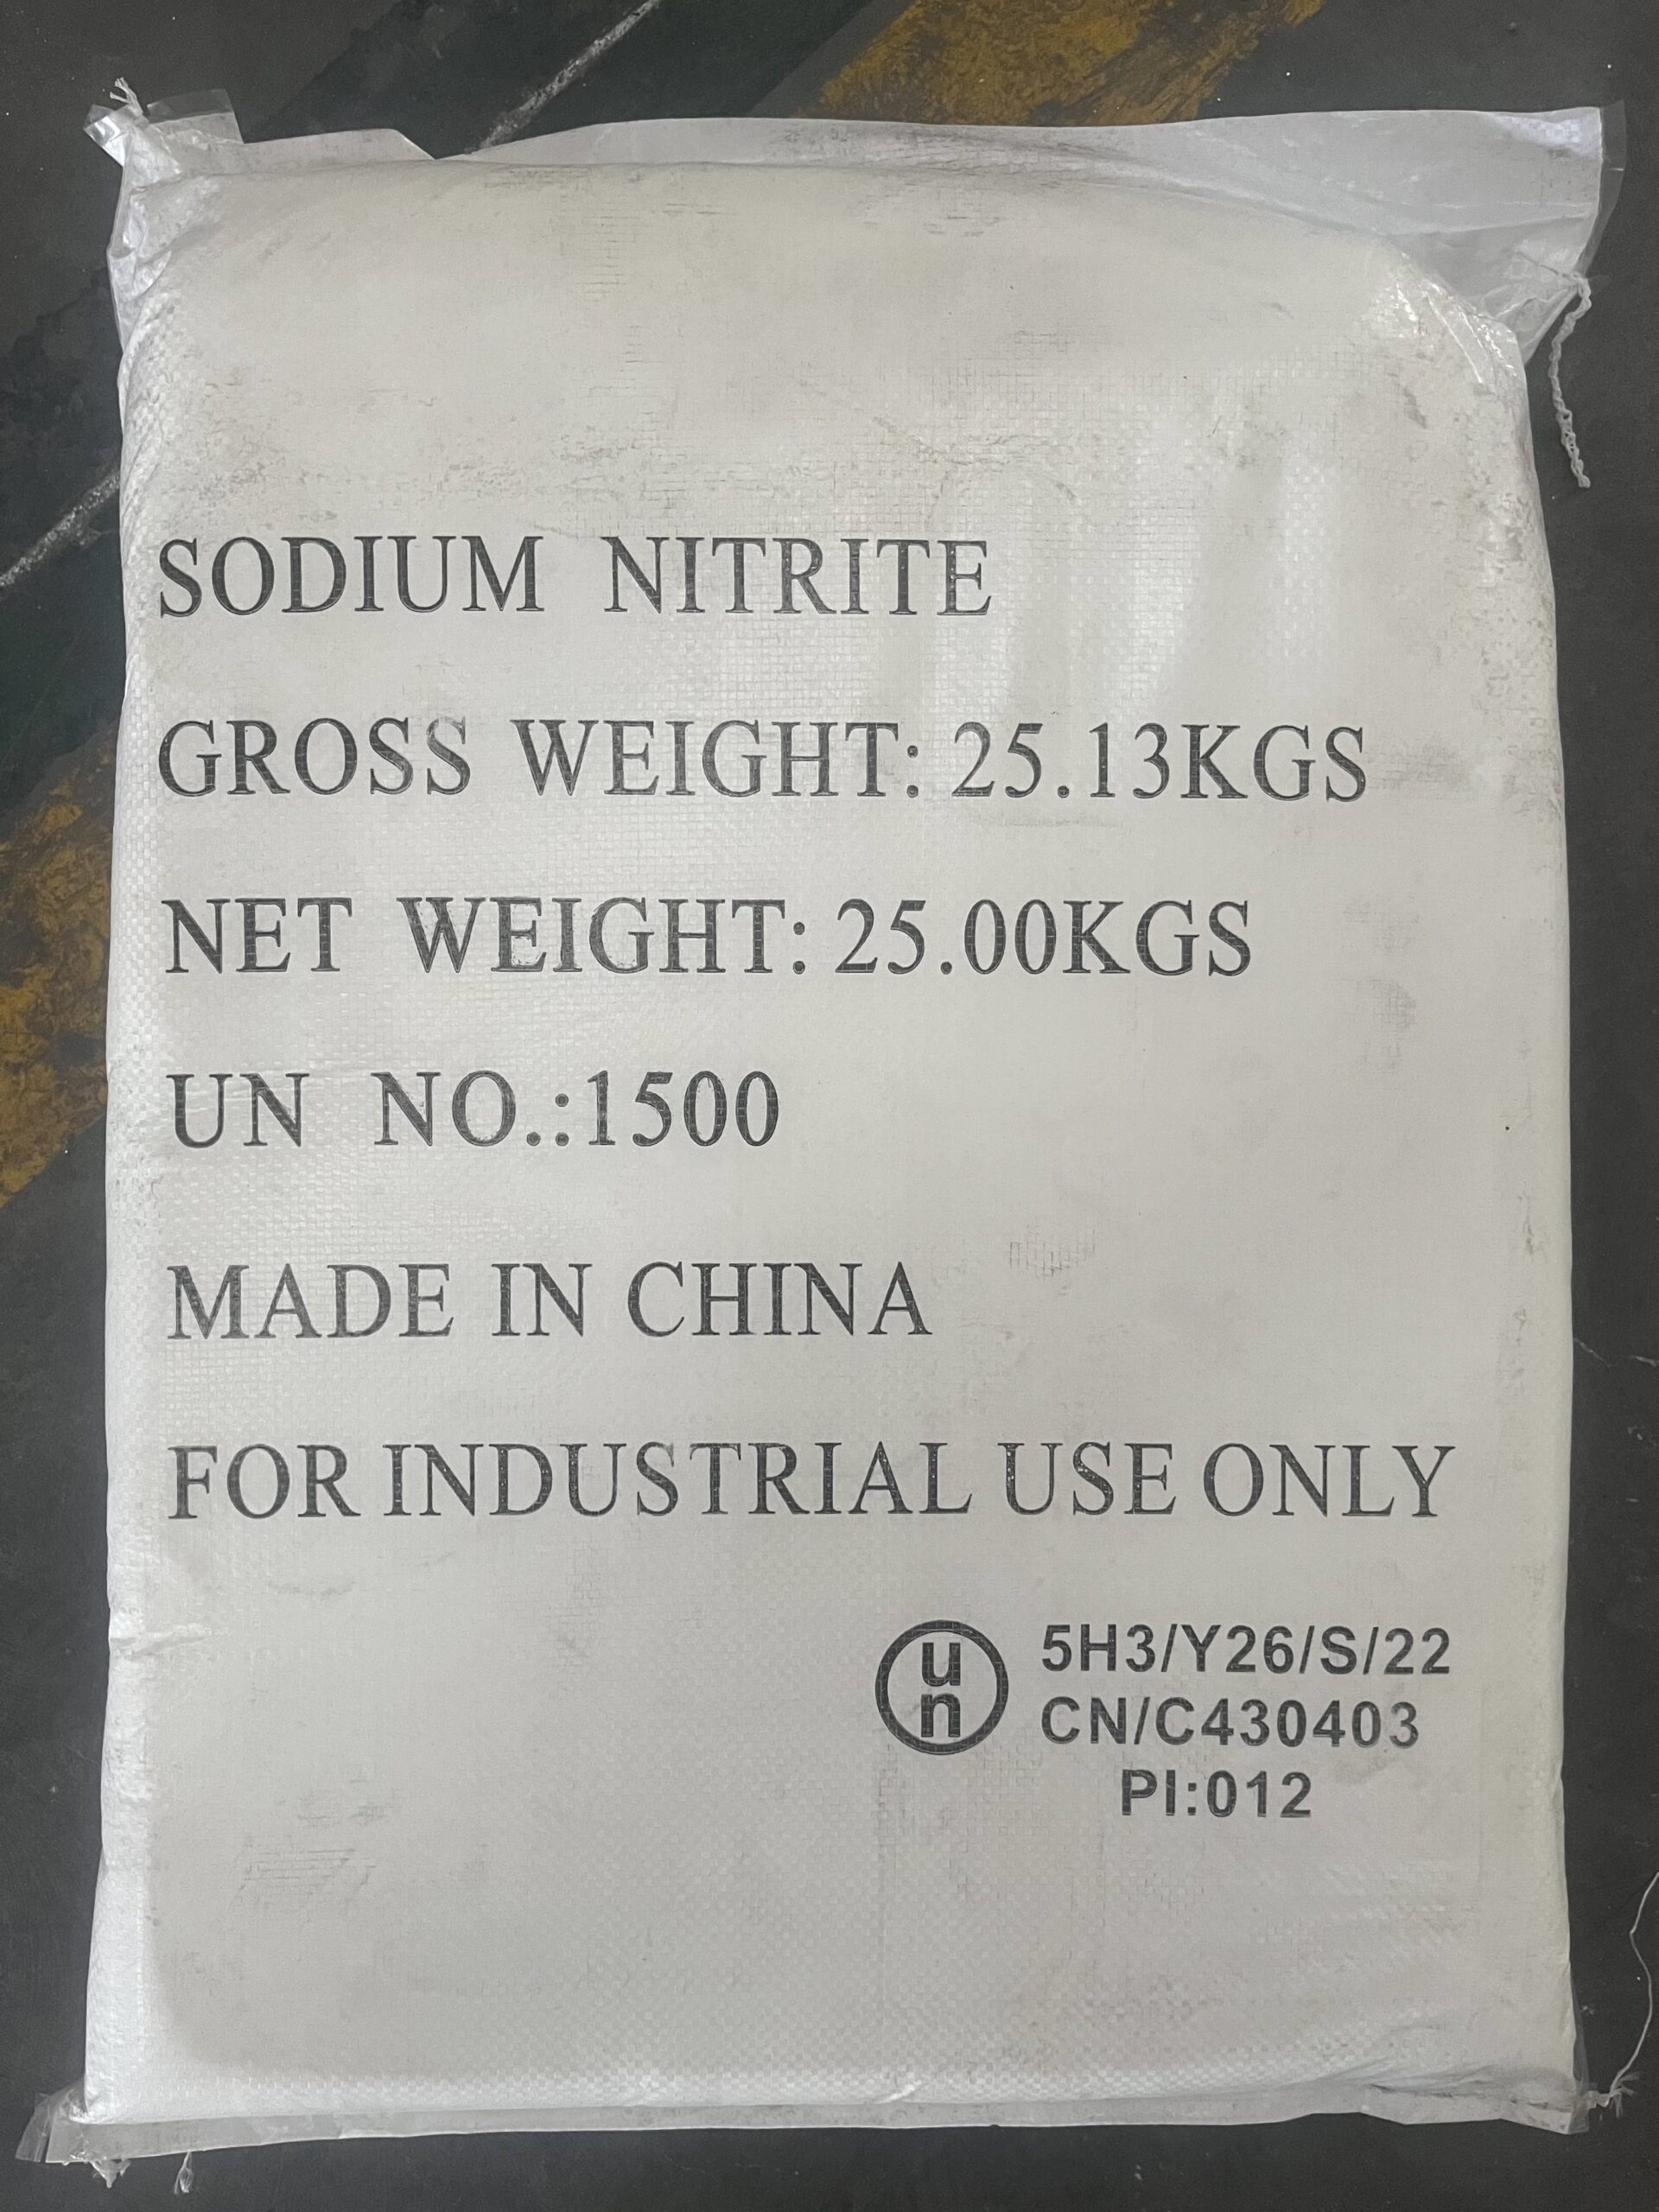 SODIUM NITRITE
GROSS WEIGHT: 25.13KGS
NET WEIGHT: 25.00KGS
UN NO.:1500
MADE IN CHINA
FOR INDUSTRIAL USE ONLY
un 5H3/Y26/S/22
CN/C430403
PI:012